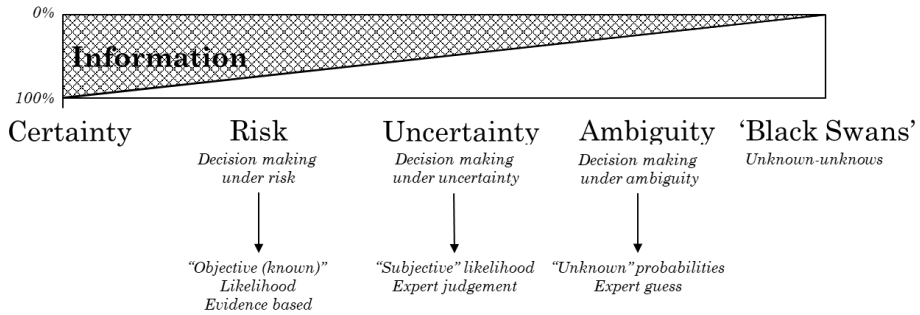 0%
Information
100%
Certainty
Risk
Uncertainty
Ambiguity
‘Black Swans’
Decision making
under risk
Decision making
under uncertainty
Decision making
under ambiguity
Unknown-unknows
“Objective (known)”
Likelihood
Evidence based
“Subjective” likelihood
Expert judgement
“Unknown” probabilities
Expert guess